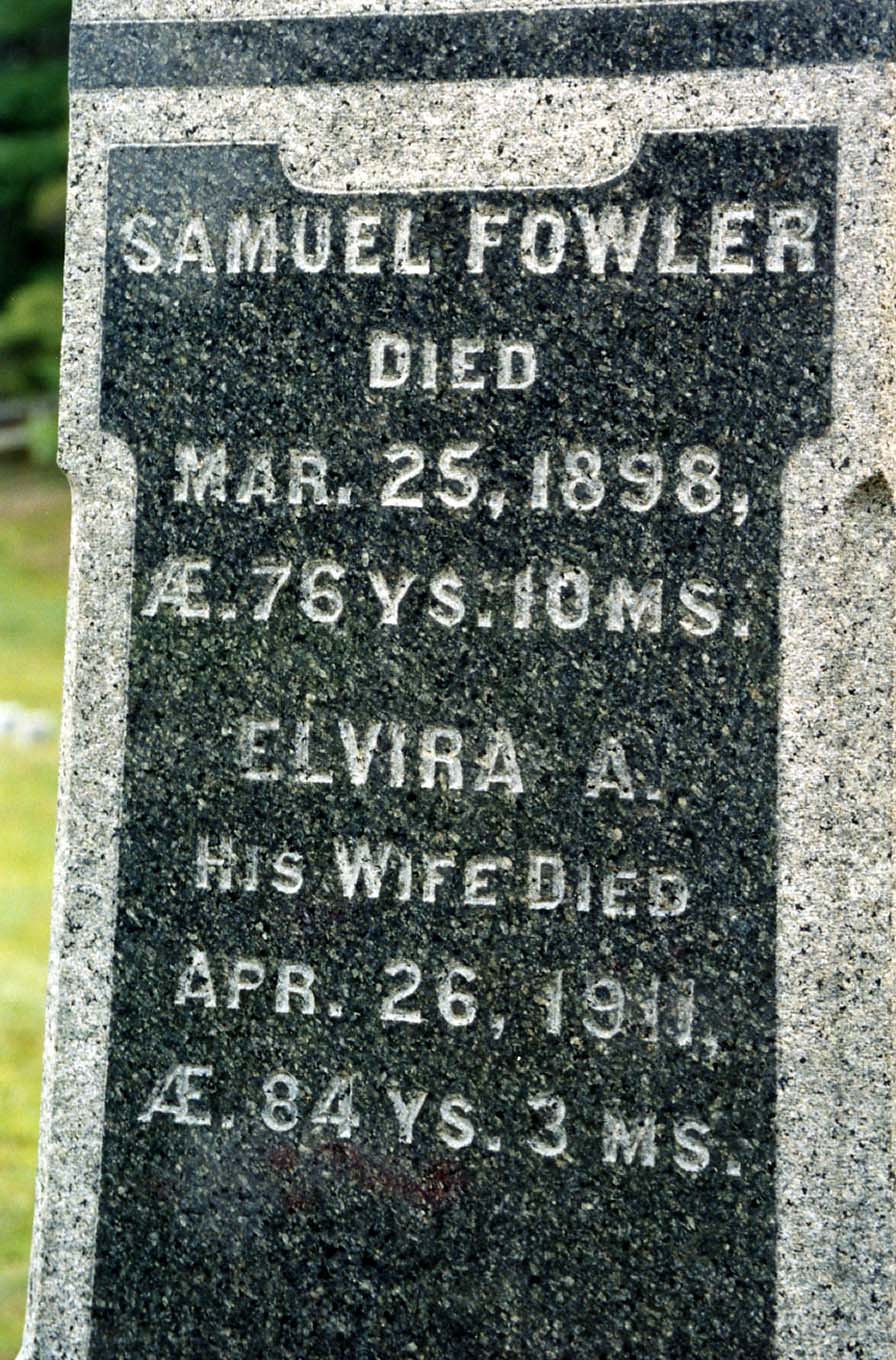 SAMUEL FOWLER
DIED
MAR. 25, 1898,
Æ. 76 YS. 10 MS.
ELVIRA A.
HIS WIFE DIED
APR. 26, 1911,
Æ. 84 YS. 3 MS.